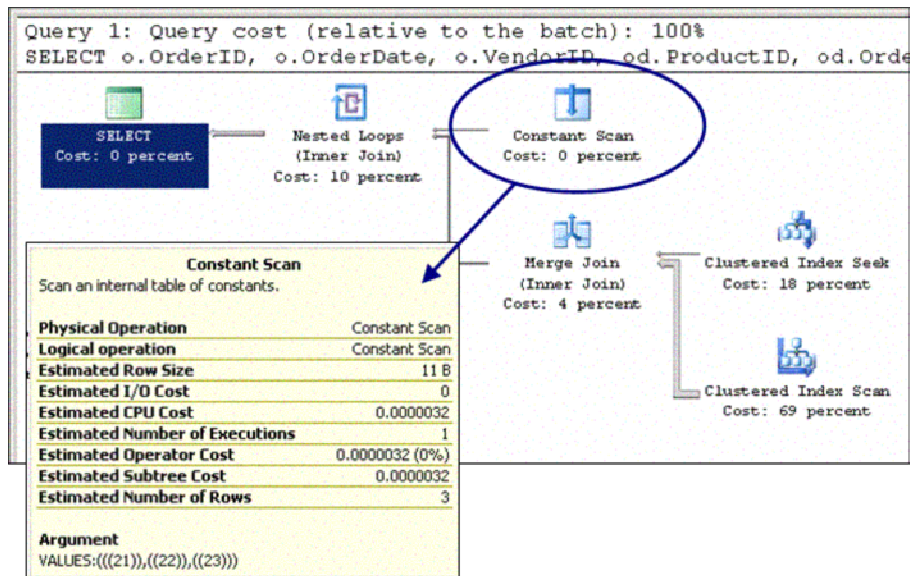 Query 1: Query cost (relative to the batch): 100%
SELECT o.OrderID, o.OrderDate, o.VendorID, od.ProductID, od.Orde
SELECT
Cost: 0 percent
Nested Loops
(Inner Join)
Cost: 10 percent
Constant Scan
Cost: 0 percent
Merge Join
(Inner Join)
Cost: 4 percent
Clustered Index Seek
Cost: 18 percent
Clustered Index Scan
Cost: 69 percent
Constant Scan
Scan an internal table of constants.
Physical Operation Constant Scan
Logical operation Constant Scan
Estimated Row Size 11 B
Estimated I/O Cost 0
Estimated CPU Cost 0.0000032
Estimated Number of Executions 1
Estimated Operator Cost 0.0000032 (0%)
Estimated Subtree Cost 0.0000032
Estimated Number of Rows 3
Argument
VALUES:(((21)),((22)),((23)))